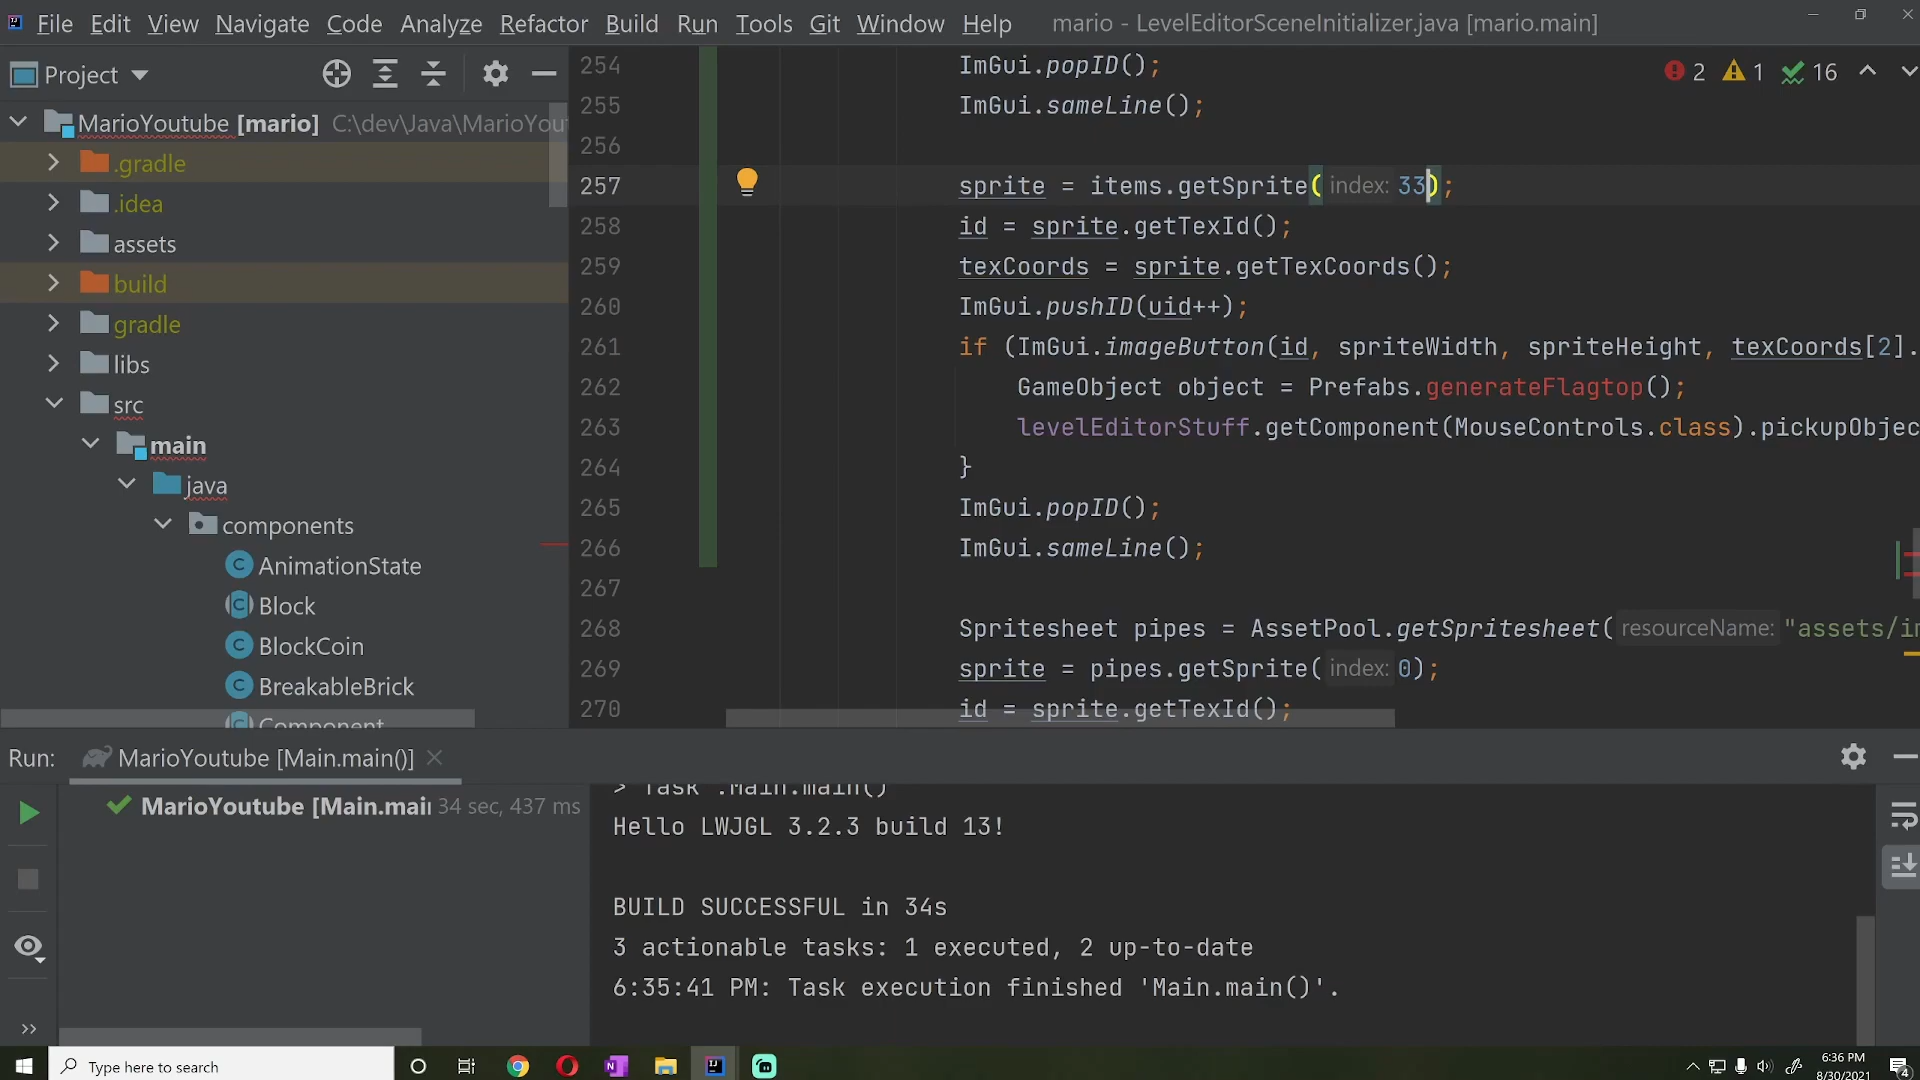 File Edit View Navigate Code Analyze Refactor Build Run Tools Git Window Help mario - LevelEditorSceneInitializer.java [mario.main]
Project
MarioYoutube [mario] C:\dev\Java\MarioYout
.gradle
.idea
assets
build
gradle
libs
src
main
java
components
AnimationState
Block
BlockCoin
BreakableBrick
Component
2 1 16
254 ImGui.popID();
255 ImGui.sameLine();
256
257 sprite = items.getSprite( index: 33);
258 id = sprite.getTexId();
259 texCoords = sprite.getTexCoords();
260 ImGui.pushID(uid++);
261 if (ImGui.imageButton(id, spriteWidth, spriteHeight, texCoords[2].
262 GameObject object = Prefabs.generateFlagtop();
263 levelEditorStuff.getComponent(MouseControls.class).pickupObjec
264 }
265 ImGui.popID();
266 ImGui.sameLine();
267
268 Spritesheet pipes = AssetPool.getSpritesheet( resourceName: "assets/im
269 sprite = pipes.getSprite( index: 0);
270 id = sprite.getTexId();
Run: MarioYoutube [Main.main()]
MarioYoutube [Main.mai 34 sec, 437 ms
> Task :Main.main()
Hello LWJGL 3.2.3 build 13!
BUILD SUCCESSFUL in 34s
3 actionable tasks: 1 executed, 2 up-to-date
6:35:41 PM: Task execution finished 'Main.main()'.
Type here to search
6:36 PM
8/30/2021
4